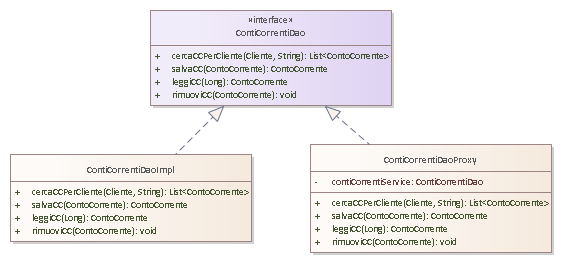 «interface»
ContiCorrentiDao
+ cercaCCPerCliente(Cliente, String): List<ContoCorrente>
+ salvaCC(ContoCorrente): ContoCorrente
+ leggiCC(Long): ContoCorrente
+ rimuoviCC(ContoCorrente): void
ContiCorrentiDaoImpl
+ cercaCCPerCliente(Cliente, String): List<ContoCorrente>
+ salvaCC(ContoCorrente): ContoCorrente
+ leggiCC(Long): ContoCorrente
+ rimuoviCC(ContoCorrente): void
ContiCorrentiDaoProxy
- contiCorrentiService: ContiCorrentiDao
+ cercaCCPerCliente(Cliente, String): List<ContoCorrente>
+ salvaCC(ContoCorrente): ContoCorrente
+ leggiCC(Long): ContoCorrente
+ rimuoviCC(ContoCorrente): void